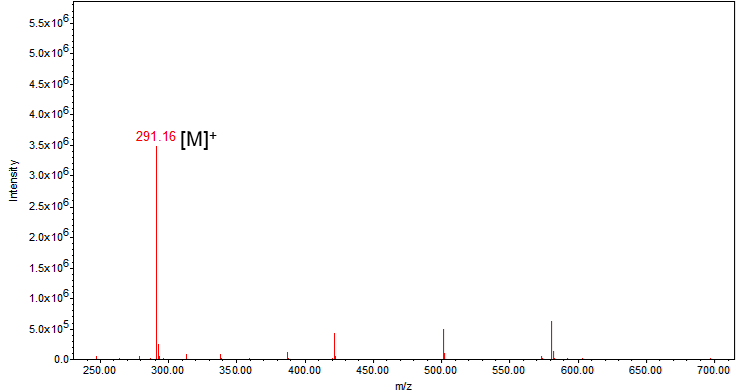 5.5x10⁶
5.0x10⁶
4.5x10⁶
4.0x10⁶
3.5x10⁶
3.0x10⁶
2.5x10⁶
2.0x10⁶
1.5x10⁶
1.0x10⁶
5.0x10⁵
0.0
Intensity
291.16 [M]⁺
250.00 300.00 350.00 400.00 450.00 500.00 550.00 600.00 650.00 700.00
m/z